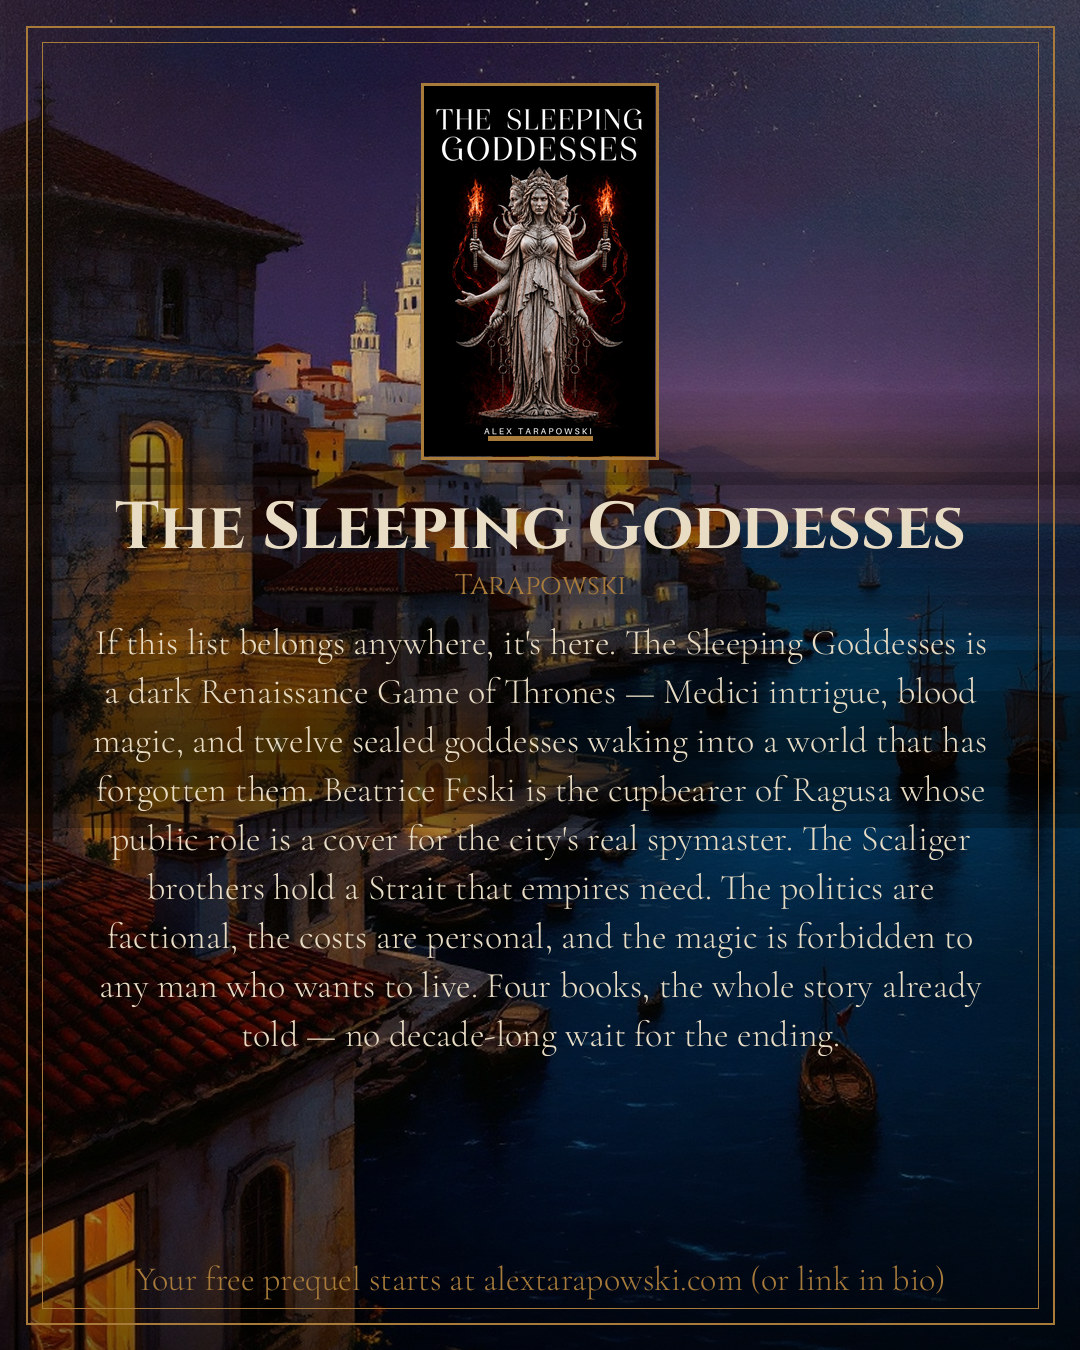 THE SLEEPING
GODDESSES
ALEX TARAPOWSKI
The Sleeping Goddesses
Tarapowski
If this list belongs anywhere, it's here. The Sleeping Goddesses is
a dark Renaissance Game of Thrones — Medici intrigue, blood
magic, and twelve sealed goddesses waking into a world that has
forgotten them. Beatrice Feski is the cupbearer of Ragusa whose
public role is a cover for the city's real spymaster. The Scaliger
brothers hold a Strait that empires need. The politics are
factional, the costs are personal, and the magic is forbidden to
any man who wants to live. Four books, the whole story already
told — no decade-long wait for the ending.
Your free prequel starts at alextarapowski.com (or link in bio)